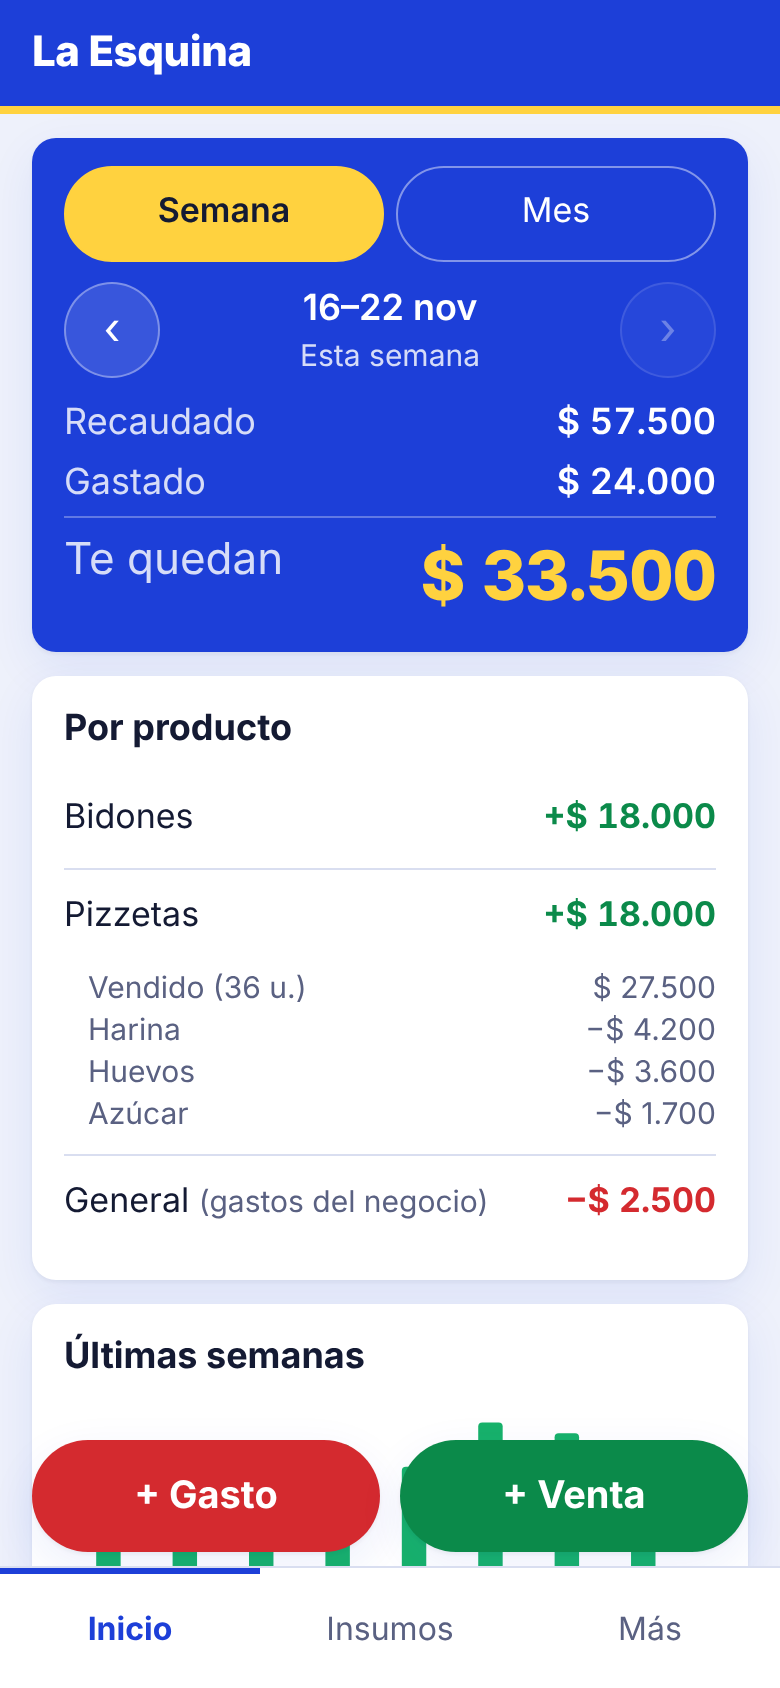 La Esquina
Semana Mes
‹ 16–22 nov ›
Esta semana
Recaudado $ 57.500
Gastado $ 24.000
Te quedan $ 33.500
Por producto
Bidones +$ 18.000
Pizzetas +$ 18.000
Vendido (36 u.) $ 27.500
Harina −$ 4.200
Huevos −$ 3.600
Azúcar −$ 1.700
General (gastos del negocio) −$ 2.500
Últimas semanas
+ Gasto + Venta
Inicio Insumos Más